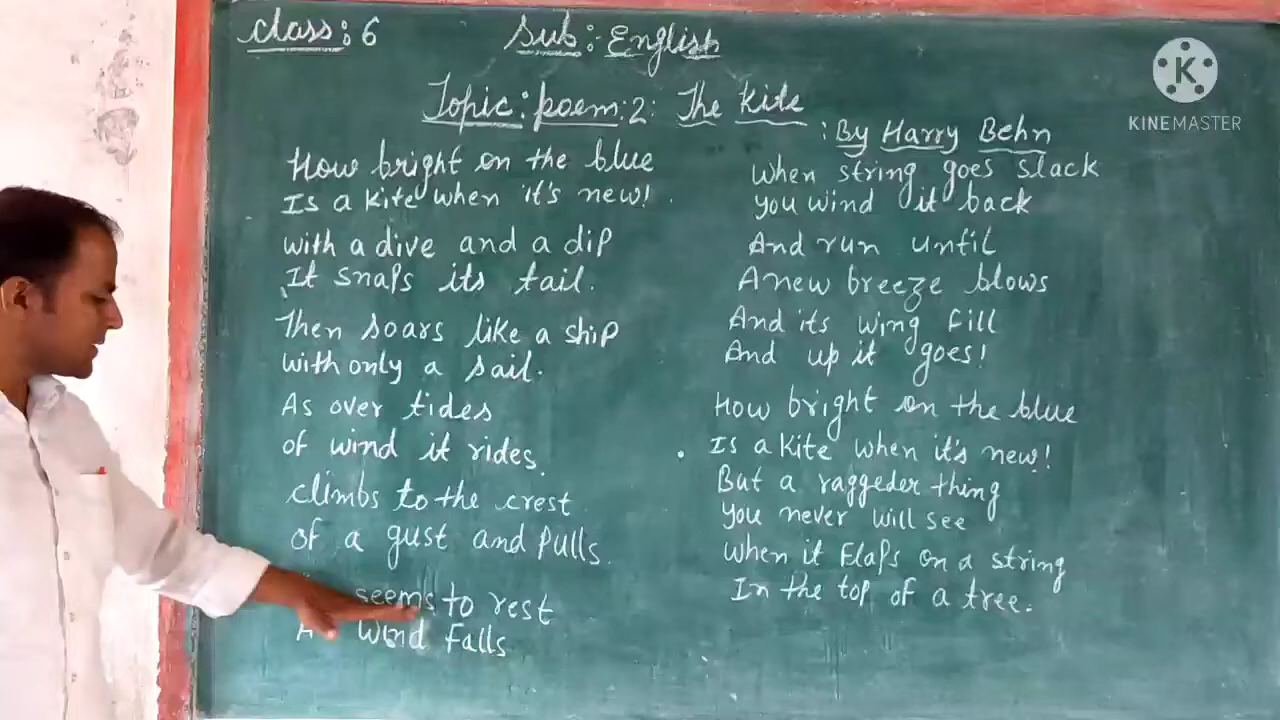 class: 6
Sub: English
Topic: poem: 2: The Kite
: By Harry Behn
How bright on the blue
Is a kite when it's new!
with a dive and a dip
It snaps its tail.
Then soars like a ship
with only a sail.
As over tides
of wind it rides.
climbs to the crest
of a gust and pulls.
seems to rest
wind falls
When string goes slack
you wind it back
And run until
A new breeze blows
And its wing fill
And up it goes!
How bright on the blue
Is a kite when it's new!
But a raggeder thing
you never will see
when it flaps on a string
In the top of a tree.
K
KINEMASTER